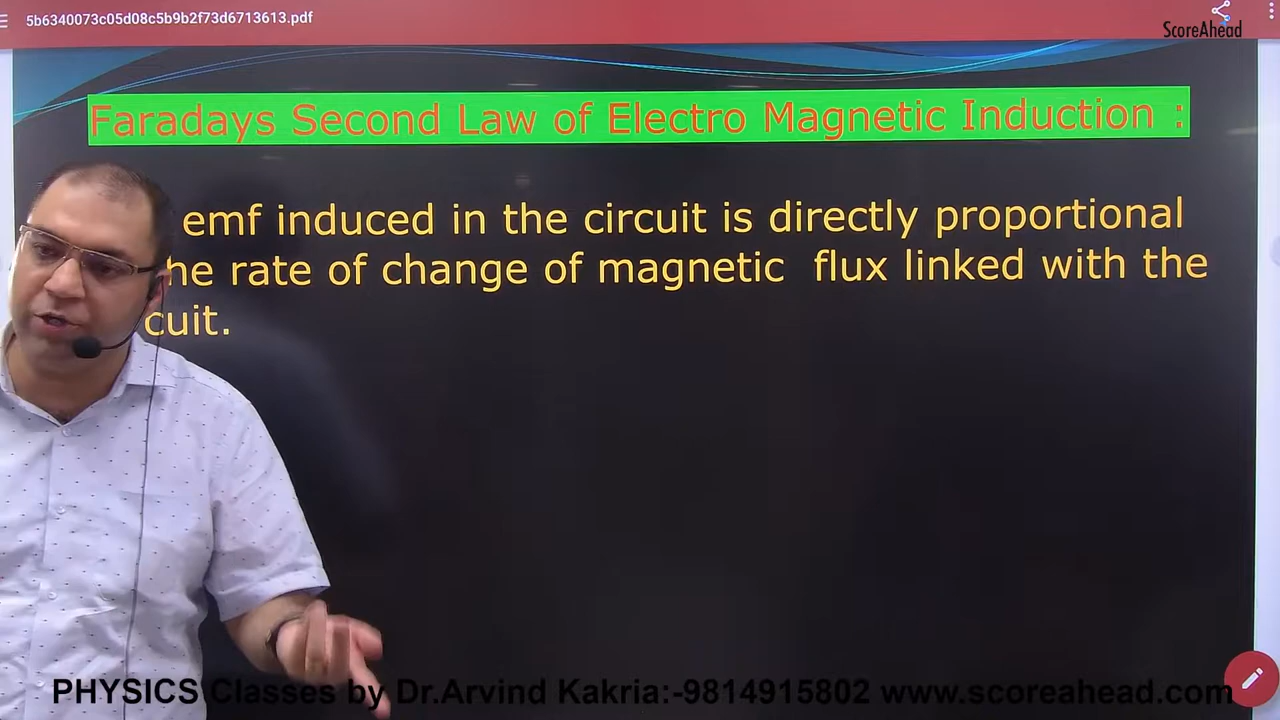 5b6340073c05d08c5b9b2f73d6713613.pdf
ScoreAhead
Faradays Second Law of Electro Magnetic Induction :
emf induced in the circuit is directly proportional
he rate of change of magnetic flux linked with the
cuit.
PHYSICS Classes by Dr.Arvind Kakria:-9814915802 www.scoreahead.com